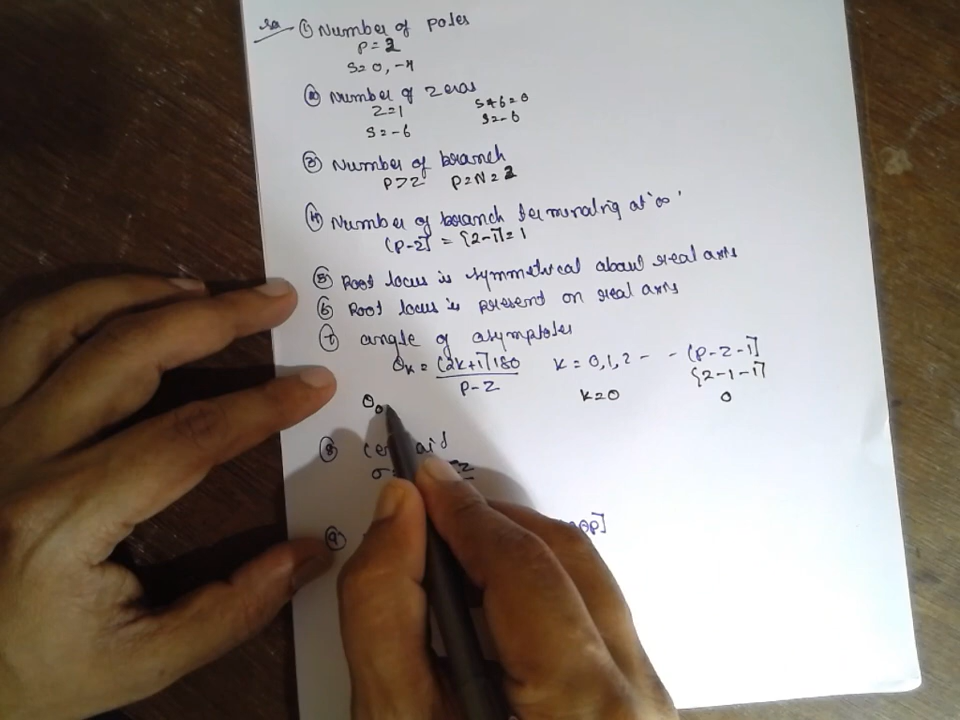 ① Number of poles
P = 2
S = 0, -4
② Number of zeros
Z = 1 S+6 = 0
S = -6 S = -6
③ Number of branch
P > Z P = N = 2
④ Number of branch terminating at '∞'
(P-Z) = (2-1) = 1
⑤ Root locus is symmetrical about real axis
⑥ Root locus is present on real axis
⑦ angle of asymptotes
θK = (2K+1)180 / P-Z K = 0, 1, 2 - - (P-Z-1)
(2-1-1)
K = 0 0
θ0
⑧
σ =
⑨